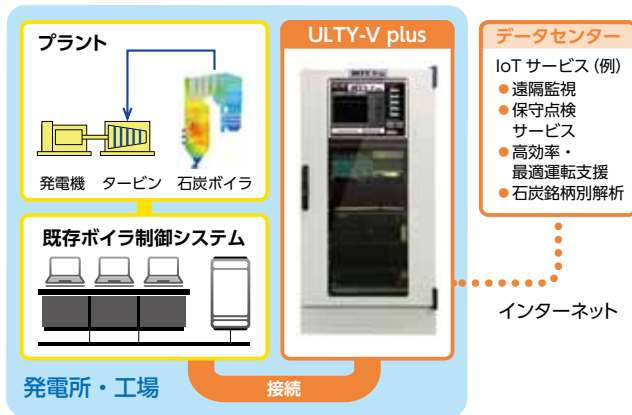 プラント
発電機 タービン 石炭ボイラ
既存ボイラ制御システム
発電所・工場
接続
ULTY-V plus
データセンター
IoT サービス (例)
●遠隔監視
●保守点検
サービス
●高効率・
最適運転支援
●石炭銘柄別解析
インターネット